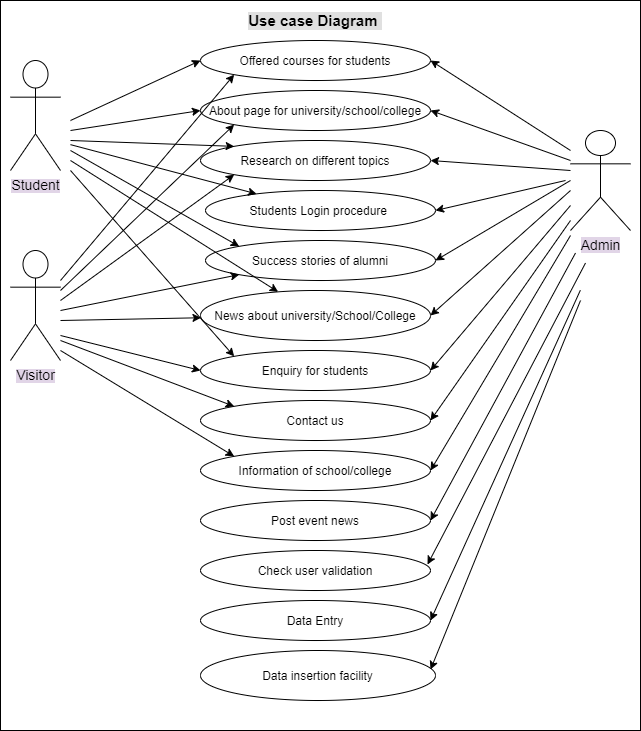 Use case Diagram
Offered courses for students
About page for university/school/college
Research on different topics
Student
Students Login procedure
Admin
Success stories of alumni
News about university/School/College
Visitor
Enquiry for students
Contact us
Information of school/college
Post event news
Check user validation
Data Entry
Data insertion facility